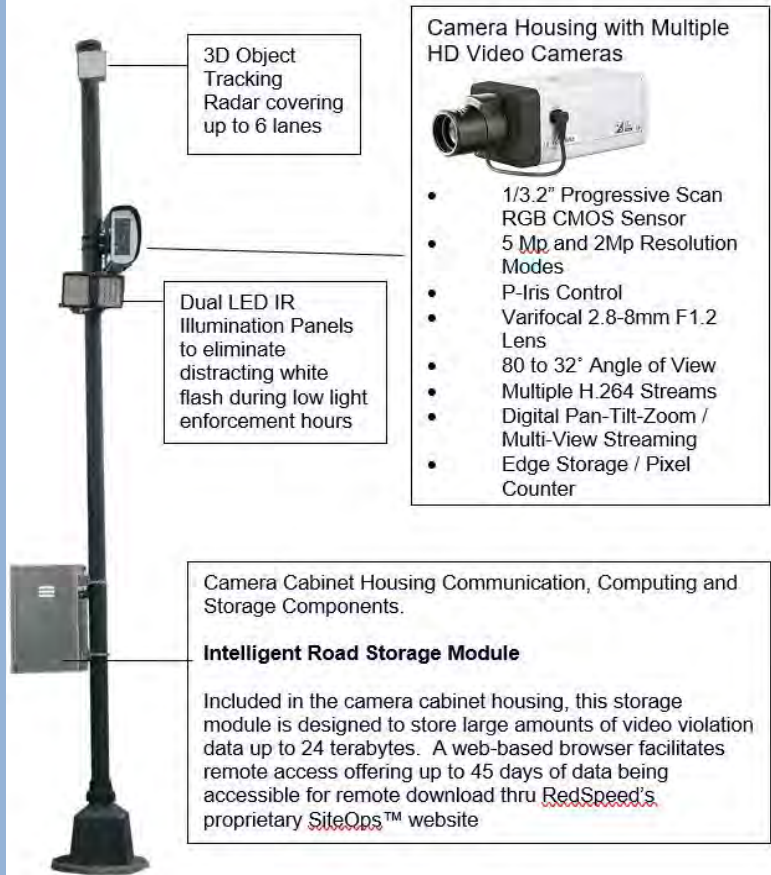 3D Object
Tracking
Radar covering
up to 6 lanes
Camera Housing with Multiple
HD Video Cameras
• 1/3.2” Progressive Scan
RGB CMOS Sensor
• 5 Mp and 2Mp Resolution
Modes
• P-Iris Control
• Varifocal 2.8-8mm F1.2
Lens
• 80 to 32° Angle of View
• Multiple H.264 Streams
• Digital Pan-Tilt-Zoom /
Multi-View Streaming
• Edge Storage / Pixel
Counter
Dual LED IR
Illumination Panels
to eliminate
distracting white
flash during low light
enforcement hours
Camera Cabinet Housing Communication, Computing and
Storage Components.
Intelligent Road Storage Module
Included in the camera cabinet housing, this storage
module is designed to store large amounts of video violation
data up to 24 terabytes. A web-based browser facilitates
remote access offering up to 45 days of data being
accessible for remote download thru RedSpeed’s
proprietary SiteOps™ website